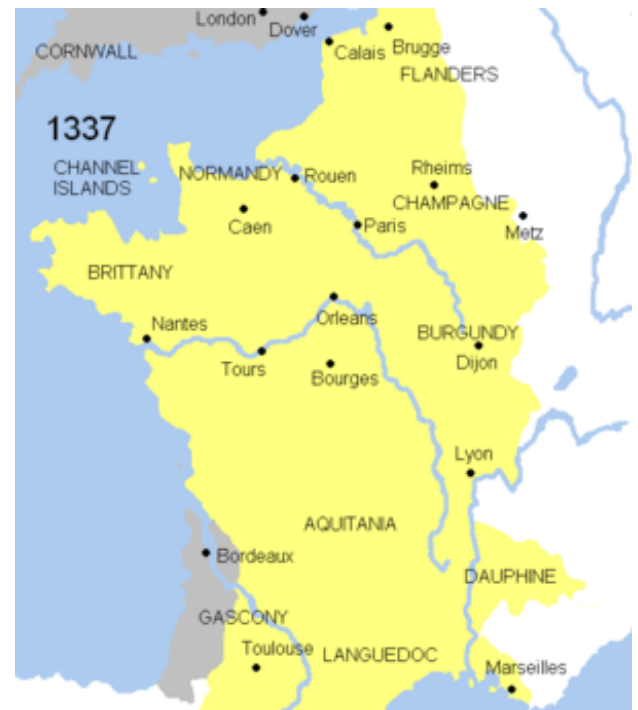 London
Dover
CORNWALL
Calais
Brugge
FLANDERS
1337
CHANNEL
ISLANDS
NORMANDY
Rouen
Rheims
CHAMPAGNE
Caen
Paris
Metz
BRITTANY
Nantes
Orleans
BURGUNDY
Tours
Bourges
Dijon
Lyon
AQUITANIA
Bordeaux
DAUPHINE
GASCONY
Toulouse
LANGUEDOC
Marseilles